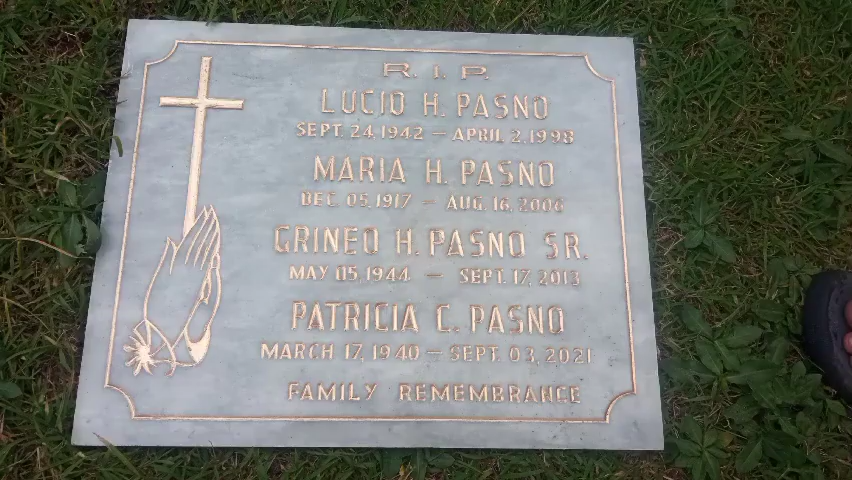 R. I. P.
LUCIO H. PASNO
SEPT. 24, 1942 — APRIL 2, 1998
MARIA H. PASNO
DEC. 05, 1917 — AUG. 16, 2006
GRINEO H. PASNO SR.
MAY 05, 1944 — SEPT. 17, 2013
PATRICIA C. PASNO
MARCH 17, 1940 — SEPT. 03, 2021
FAMILY REMEMBRANCE